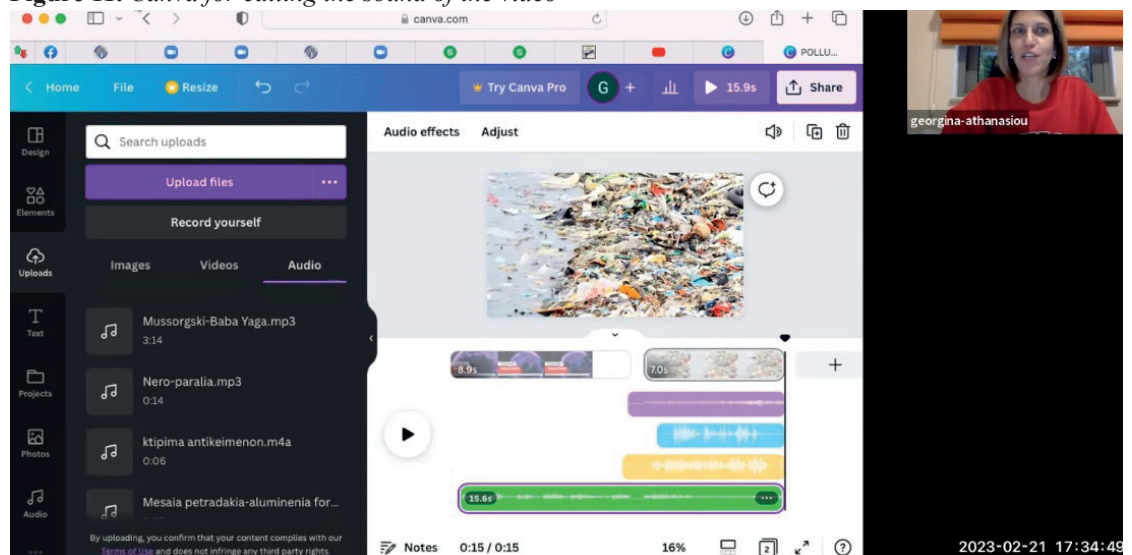 Figure 11: Canva for cutting the sound of the video
canva.com
POLLU...
Home File Resize Try Canva Pro G + 15.9s Share
georgina-athanasiou
Design
Elements
Uploads
Text
Projects
Photos
Audio
Search uploads
Upload files
Record yourself
Images Videos Audio
Mussorgski-Baba Yaga.mp3
3:14
Nero-paralia.mp3
0:14
ktipima antikeimenon.m4a
0:06
Mesaia petradakia-aluminenia for...
By uploading, you confirm that your content complies with our
Terms of Use and does not infringe any third party rights.
Audio effects Adjust
8.9s 7.0s
15.6s
Notes 0:15 / 0:15 16% 2
2023-02-21 17:34:49